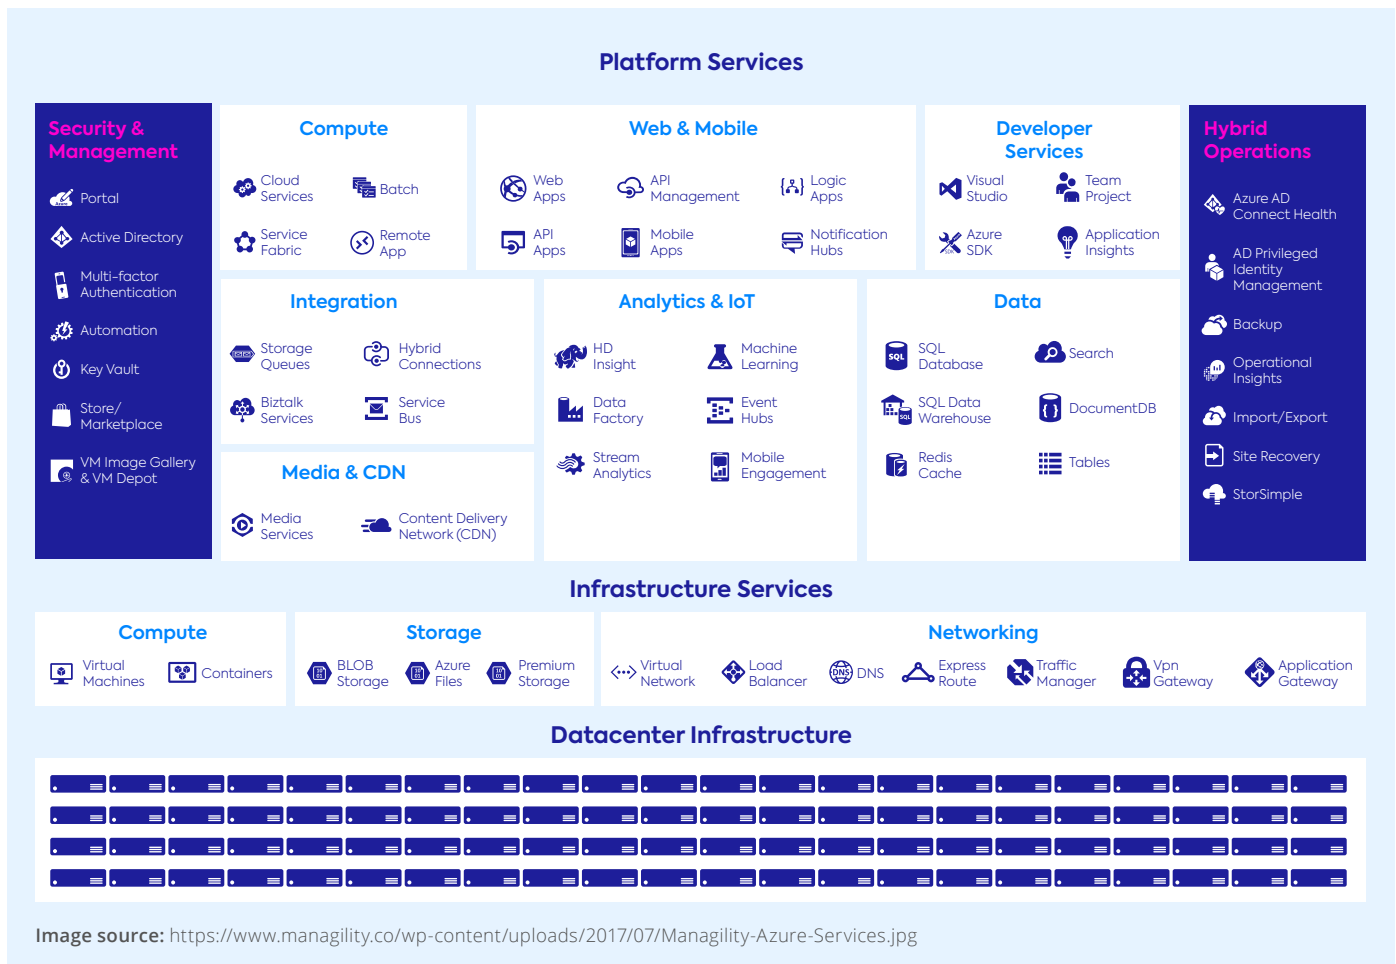 Platform Services
Security &
Management
Portal
Active Directory
Multi-factor
Authentication
Automation
Key Vault
Store/
Marketplace
VM Image Gallery
& VM Depot
Compute
Cloud
Services
Batch
Service
Fabric
Remote
App
Web & Mobile
Web
Apps
API
Management
Logic
Apps
API
Apps
Mobile
Apps
Notification
Hubs
Developer
Services
Visual
Studio
Team
Project
Azure
SDK
Application
Insights
Hybrid
Operations
Azure AD
Connect Health
AD Privileged
Identity
Management
Backup
Operational
Insights
Import/Export
Site Recovery
StorSimple
Integration
Storage
Queues
Hybrid
Connections
Biztalk
Services
Service
Bus
Media & CDN
Media
Services
Content Delivery
Network (CDN)
Analytics & IoT
HD
Insight
Machine
Learning
Data
Factory
Event
Hubs
Stream
Analytics
Mobile
Engagement
Data
SQL
SQL
Database
Search
SQL
SQL Data
Warehouse
DocumentDB
Redis
Cache
Tables
Infrastructure Services
Compute
Virtual
Machines
Containers
Storage
BLOB
Storage
Azure
Files
Premium
Storage
Networking
Virtual
Network
Load
Balancer
DNS
DNS
Express
Route
Traffic
Manager
Vpn
Gateway
Application
Gateway
Datacenter Infrastructure
Image source: https://www.managility.co/wp-content/uploads/2017/07/Managility-Azure-Services.jpg